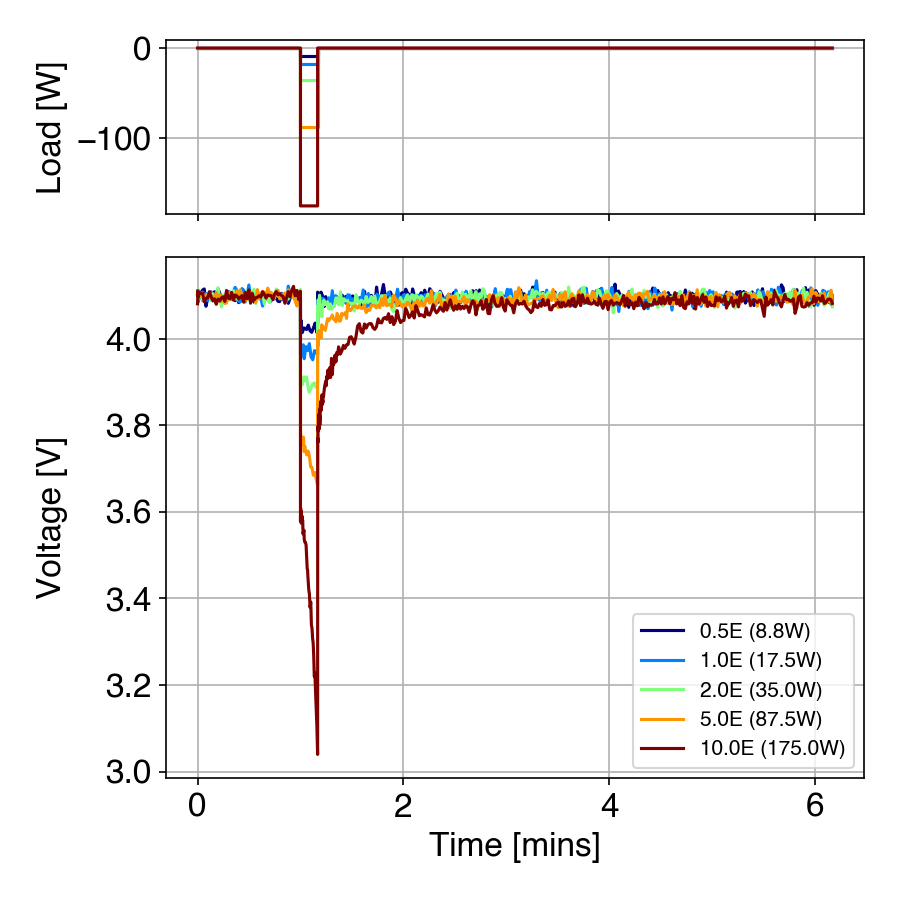 Load [W]
0
−100
Voltage [V]
4.0
3.8
3.6
3.4
3.2
3.0
0.5E (8.8W)
1.0E (17.5W)
2.0E (35.0W)
5.0E (87.5W)
10.0E (175.0W)
0 2 4 6
Time [mins]